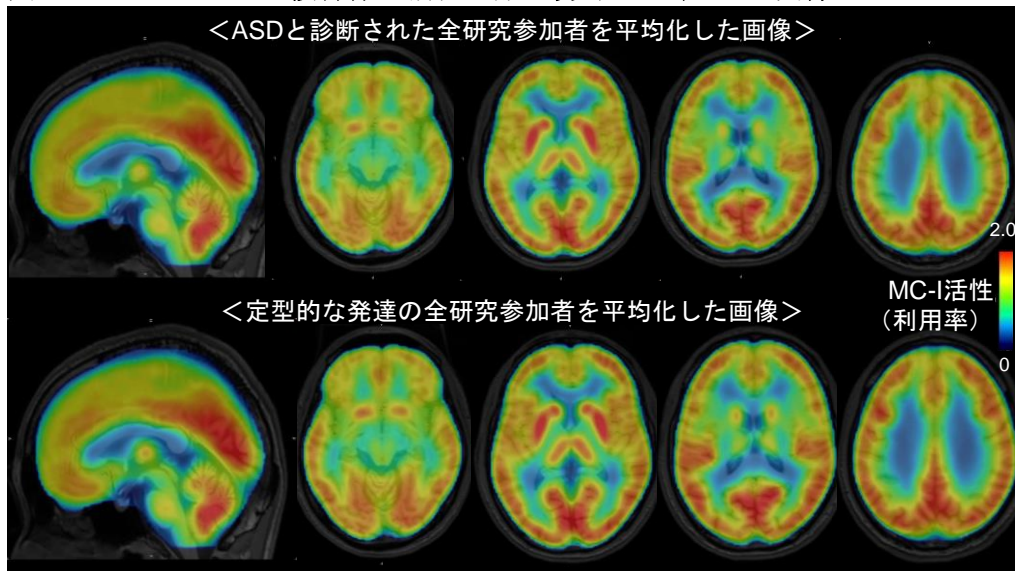 <ASDと診断された全研究参加者を平均化した画像>
2.0
MC-I活性
(利用率)
<定型的な発達の全研究参加者を平均化した画像>
0